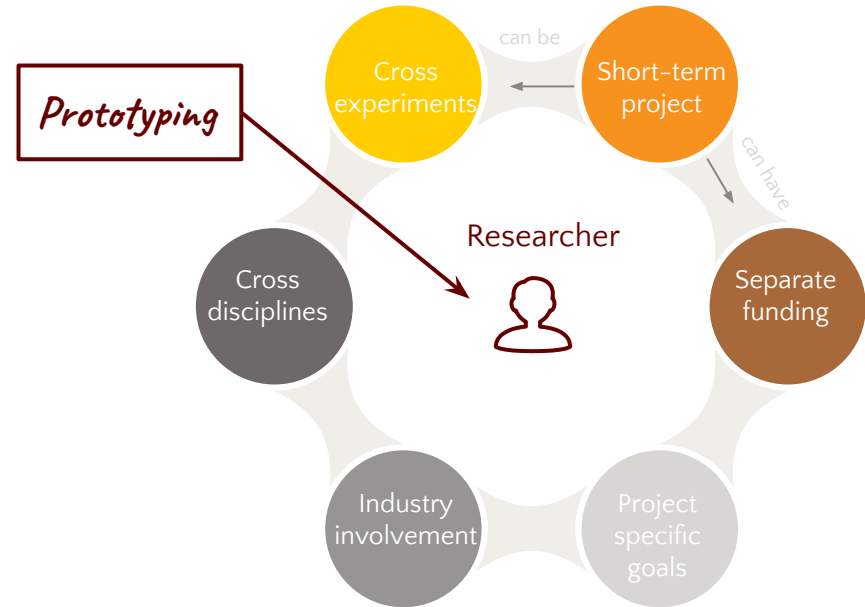 can be
Cross
experiments
Short-term
project
Prototyping
can have
Researcher
Cross
disciplines
Separate
funding
Industry
involvement
Project
specific
goals